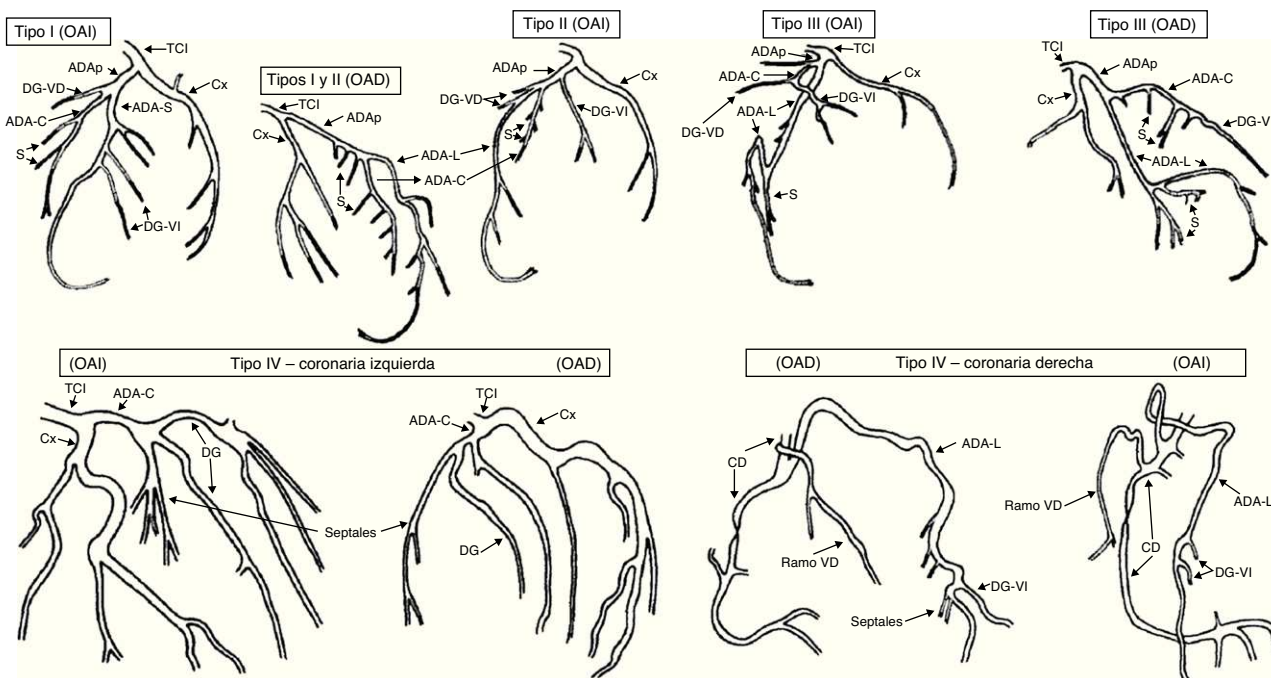 Tipo I (OAI)
TCI
ADAp
Cx
DG-VD
ADA-S
ADA-C
S
DG-VI
Tipos I y II (OAD)
TCI
ADAp
Cx
ADA-L
ADA-C
S
Tipo II (OAI)
ADAp
Cx
DG-VD
DG-VI
S
Tipo III (OAI)
TCI
ADAp
ADA-C
Cx
DG-VI
ADA-L
DG-VD
S
Tipo III (OAD)
TCI
ADAp
ADA-C
Cx
S
DG-V
ADA-L
S
(OAI) Tipo IV – coronaria izquierda (OAD)
TCI
ADA-C
Cx
DG
Septales
TCI
ADA-C
Cx
DG
(OAD) Tipo IV – coronaria derecha (OAI)
CD
ADA-L
Ramo VD
DG-VI
Septales
Ramo VD
ADA-L
CD
DG-VI